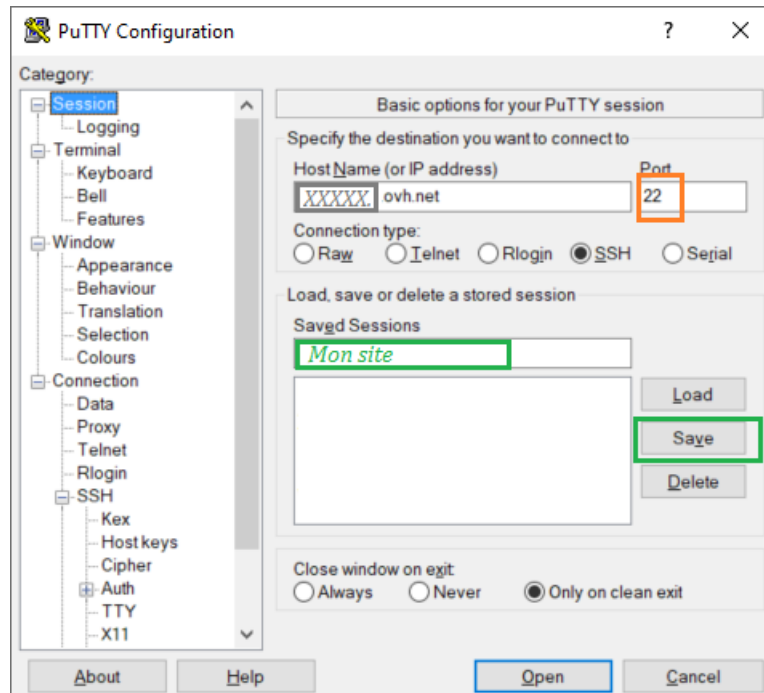 PuTTY Configuration
Category:
Session
Logging
Terminal
Keyboard
Bell
Features
Window
Appearance
Behaviour
Translation
Selection
Colours
Connection
Data
Proxy
Telnet
Rlogin
SSH
Kex
Host keys
Cipher
Auth
TTY
X11
Basic options for your PuTTY session
Specify the destination you want to connect to
Host Name (or IP address) Port
XXXXX. ovh.net 22
Connection type:
Raw Telnet Rlogin SSH Serial
Load, save or delete a stored session
Saved Sessions
Mon site
Load
Save
Delete
Close window on exit:
Always Never Only on clean exit
About Help Open Cancel